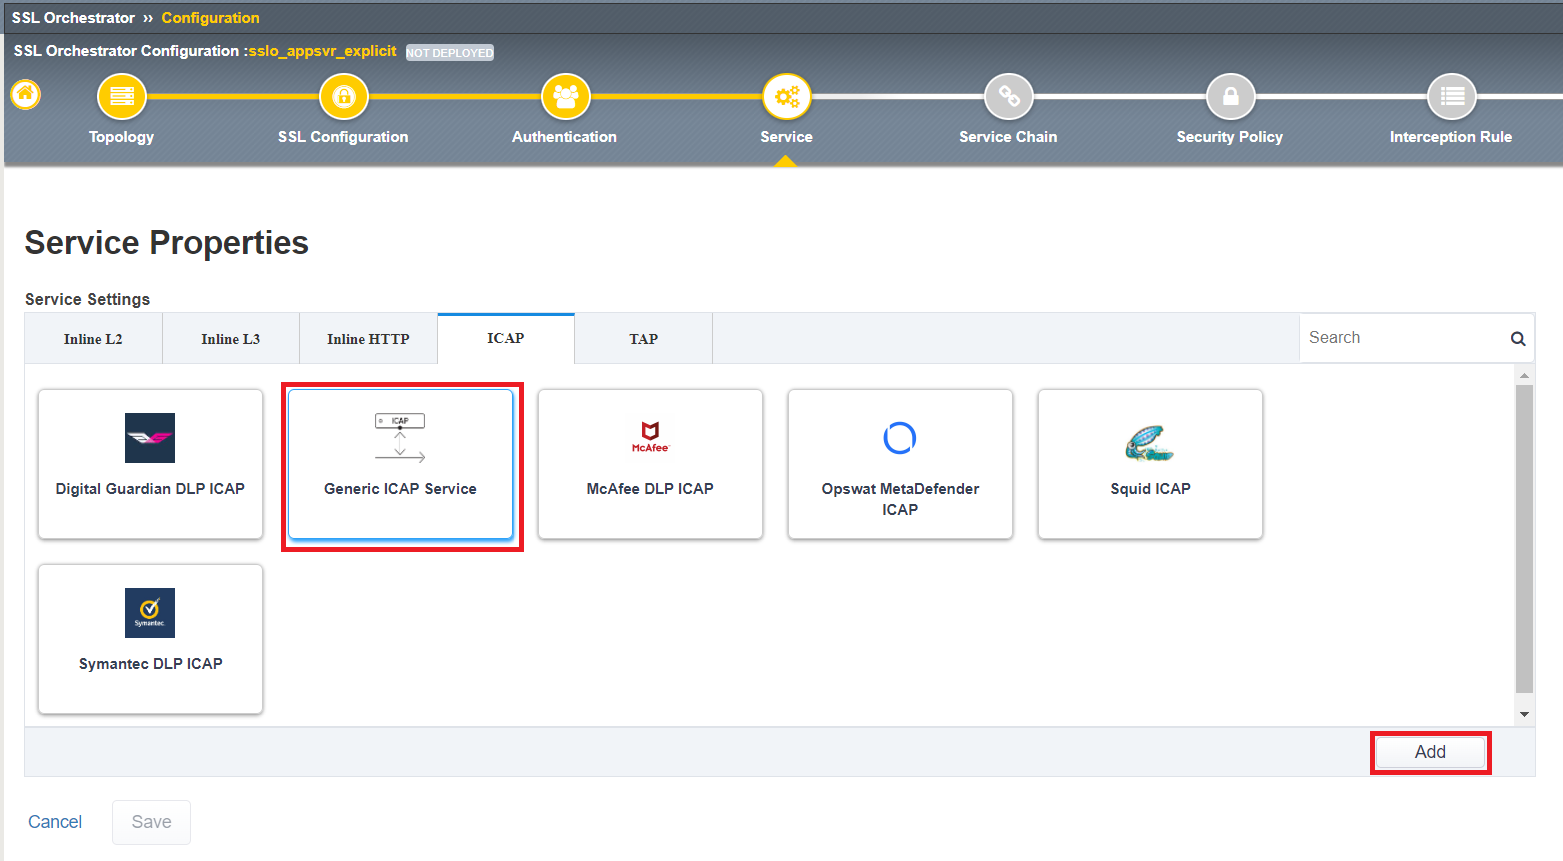 SSL Orchestrator ›› Configuration
SSL Orchestrator Configuration :sslo_appsvr_explicit NOT DEPLOYED
Topology SSL Configuration Authentication Service Service Chain Security Policy Interception Rule
Service Properties
Service Settings
Inline L2 Inline L3 Inline HTTP ICAP TAP Search
ICAP
McAfee
Digital Guardian DLP ICAP Generic ICAP Service McAfee DLP ICAP Opswat MetaDefender Squid ICAP
ICAP
Symantec
Symantec DLP ICAP
Add
Cancel Save